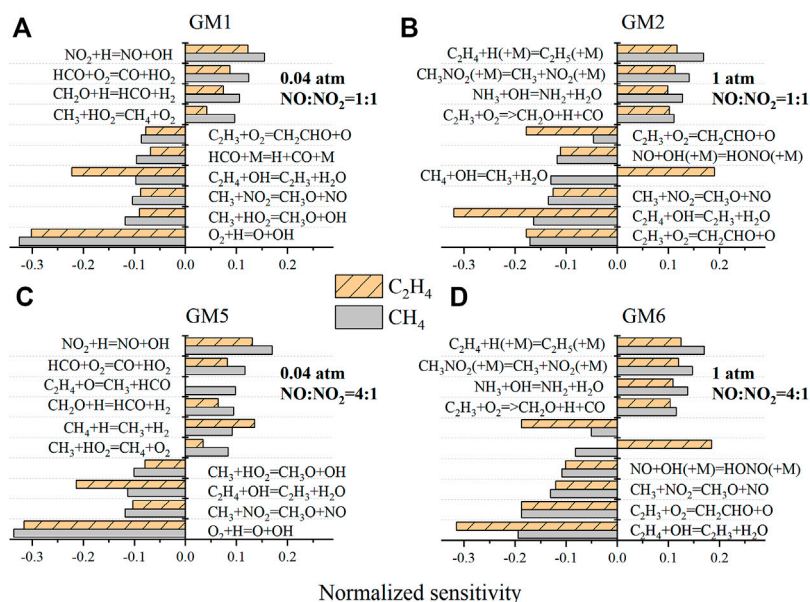 A
GM1
NO₂+H=NO+OH
HCO+O₂=CO+HO₂
CH₂O+H=HCO+H₂
CH₃+HO₂=CH₄+O₂
0.04 atm
NO:NO₂=1:1
C₂H₃+O₂=CH₂CHO+O
HCO+M=H+CO+M
C₂H₄+OH=C₂H₃+H₂O
CH₃+NO₂=CH₃O+NO
CH₃+HO₂=CH₃O+OH
O₂+H=O+OH
-0.3 -0.2 -0.1 0.0 0.1 0.2
B
GM2
C₂H₄+H(+M)=C₂H₅(+M)
CH₃NO₂(+M)=CH₃+NO₂(+M)
NH₃+OH=NH₂+H₂O
C₂H₃+O₂=>CH₂O+H+CO
1 atm
NO:NO₂=1:1
C₂H₃+O₂=CH₂CHO+O
NO+OH(+M)=HONO(+M)
CH₄+OH=CH₃+H₂O
CH₃+NO₂=CH₃O+NO
C₂H₄+OH=C₂H₃+H₂O
C₂H₃+O₂=CH₂CHO+O
-0.3 -0.2 -0.1 0.0 0.1 0.2
C₂H₄
CH₄
C
GM5
NO₂+H=NO+OH
HCO+O₂=CO+HO₂
C₂H₄+O=CH₃+HCO
CH₂O+H=HCO+H₂
CH₄+H=CH₃+H₂
CH₃+HO₂=CH₄+O₂
0.04 atm
NO:NO₂=4:1
CH₃+HO₂=CH₃O+OH
C₂H₄+OH=C₂H₃+H₂O
CH₃+NO₂=CH₃O+NO
O₂+H=O+OH
-0.3 -0.2 -0.1 0.0 0.1 0.2
D
GM6
C₂H₄+H(+M)=C₂H₅(+M)
CH₃NO₂(+M)=CH₃+NO₂(+M)
NH₃+OH=NH₂+H₂O
C₂H₃+O₂=>CH₂O+H+CO
1 atm
NO:NO₂=4:1
NO+OH(+M)=HONO(+M)
CH₃+NO₂=CH₃O+NO
C₂H₃+O₂=CH₂CHO+O
C₂H₄+OH=C₂H₃+H₂O
-0.3 -0.2 -0.1 0.0 0.1 0.2
Normalized sensitivity